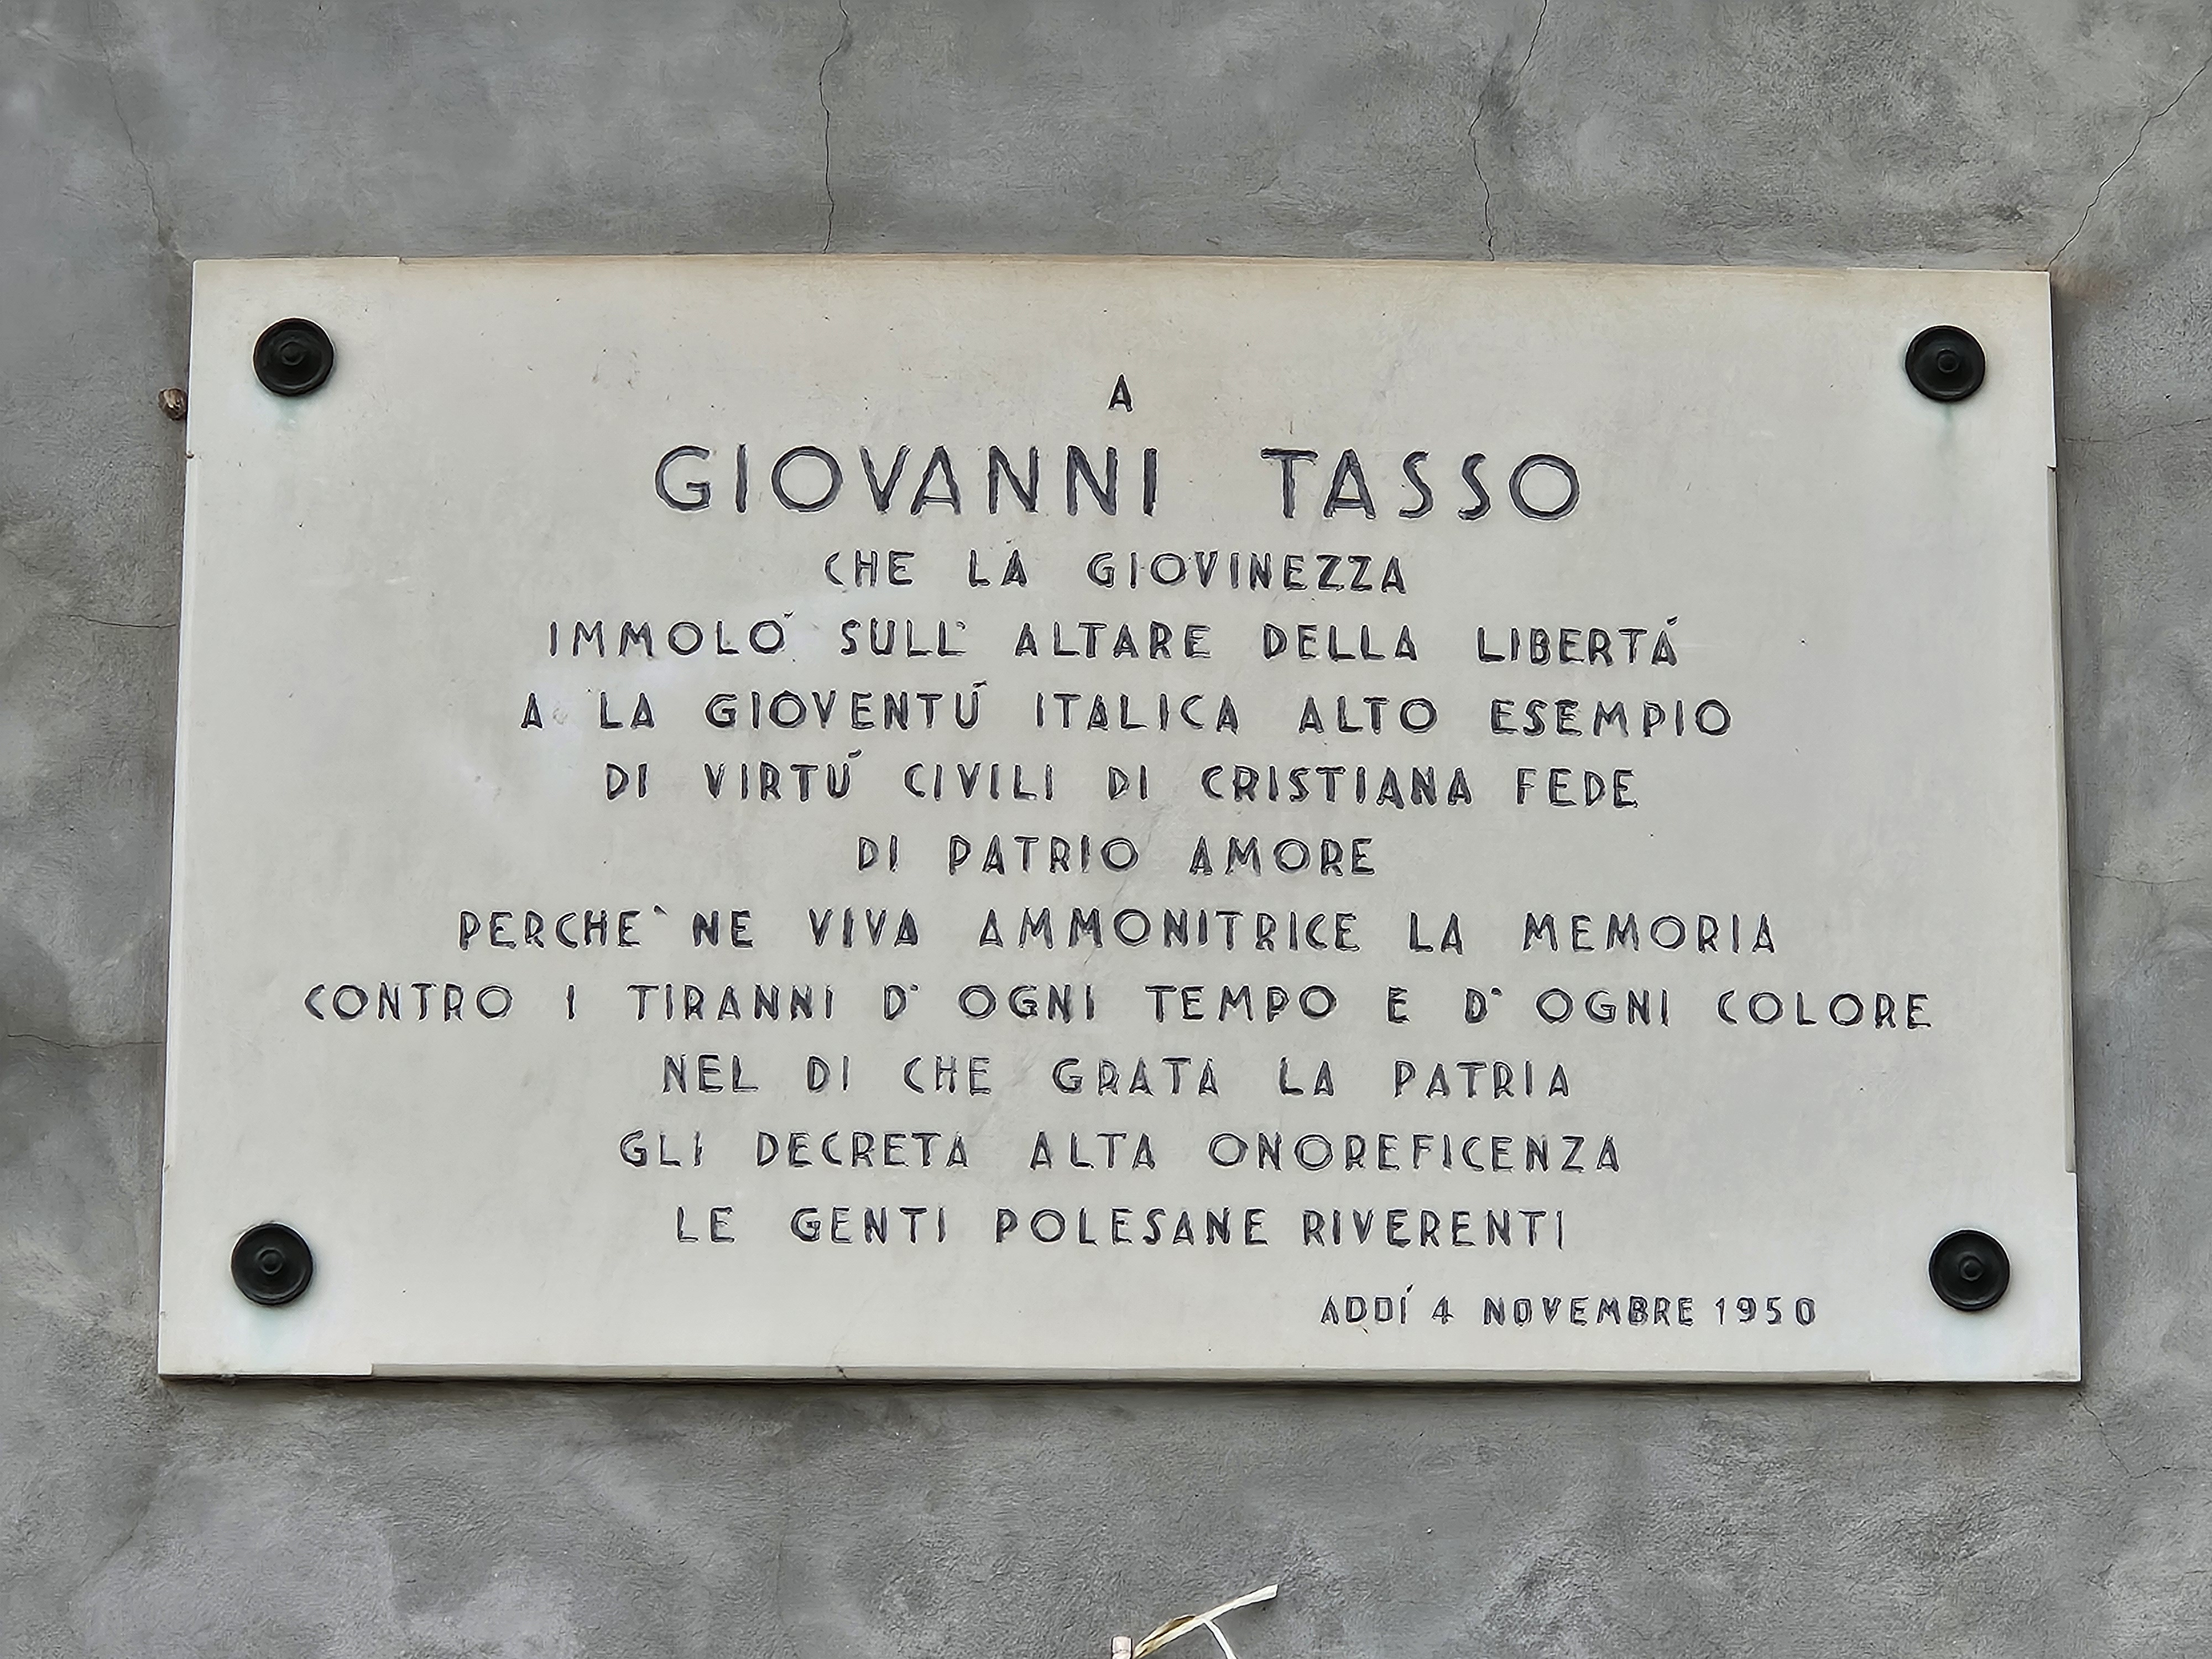 A
GIOVANNI TASSO
CHE LA GIOVINEZZA
IMMOLÓ SULL' ALTARE DELLA LIBERTÁ
A LA GIOVENTÚ ITALICA ALTO ESEMPIO
DI VIRTÚ CIVILI DI CRISTIANA FEDE
DI PATRIO AMORE
PERCHE` NE VIVA AMMONITRICE LA MEMORIA
CONTRO I TIRANNI D' OGNI TEMPO E D' OGNI COLORE
NEL DI CHE GRATA LA PATRIA
GLI DECRETA ALTA ONOREFICENZA
LE GENTI POLESANE RIVERENTI
ADDÍ 4 NOVEMBRE 1950